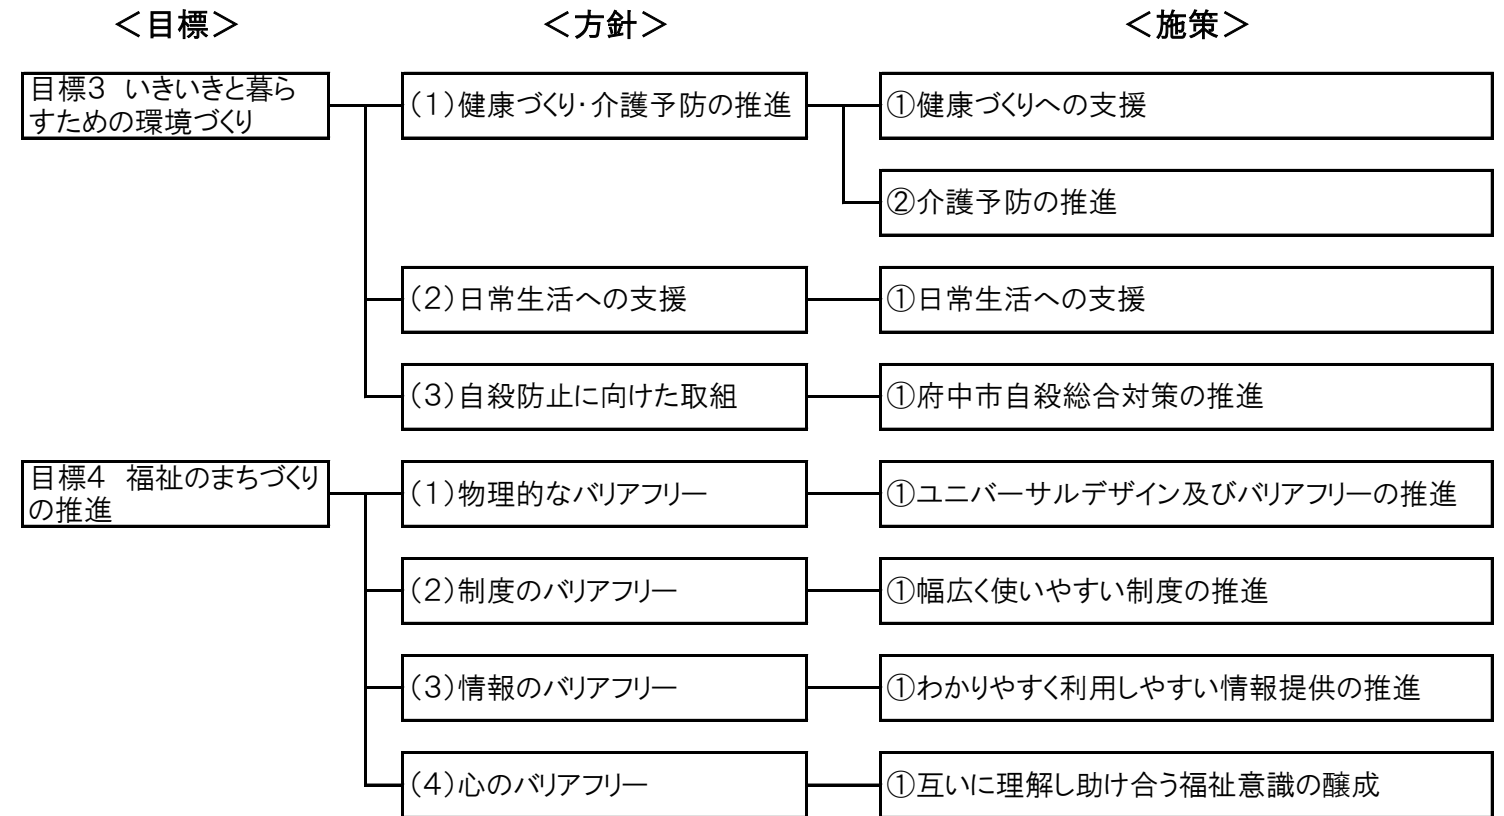 ＜目標＞ ＜方針＞ ＜施策＞
目標3　いきいきと暮ら
すための環境づくり
(1)健康づくり・介護予防の推進
①健康づくりへの支援
②介護予防の推進
(2)日常生活への支援
①日常生活への支援
(3)自殺防止に向けた取組
①府中市自殺総合対策の推進
目標4　福祉のまちづくり
の推進
(1)物理的なバリアフリー
①ユニバーサルデザイン及びバリアフリーの推進
(2)制度のバリアフリー
①幅広く使いやすい制度の推進
(3)情報のバリアフリー
①わかりやすく利用しやすい情報提供の推進
(4)心のバリアフリー
①互いに理解し助け合う福祉意識の醸成